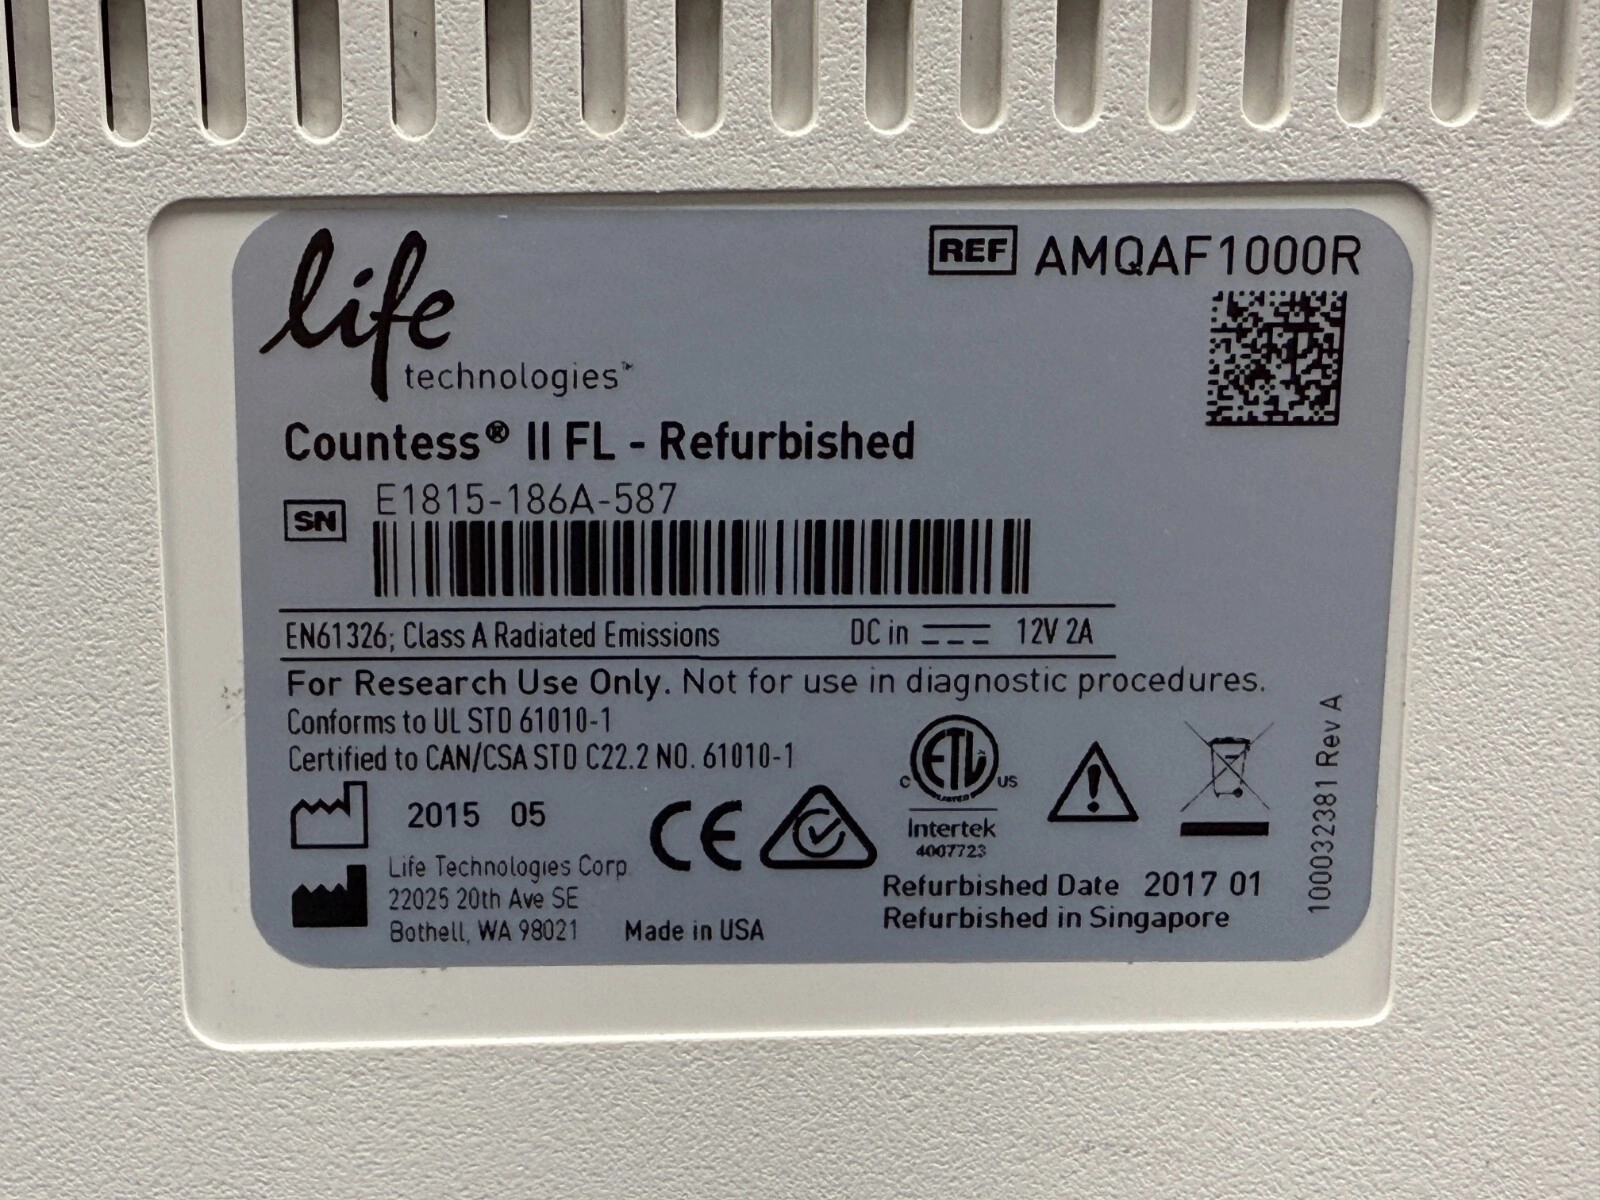 life
technologies™
REF AMQAF1000R
Countess® II FL - Refurbished
SN E1815-186A-587
EN61326; Class A Radiated Emissions DC in 12V 2A
For Research Use Only. Not for use in diagnostic procedures.
Conforms to UL STD 61010-1
Certified to CAN/CSA STD C22.2 NO. 61010-1
2015 05
Life Technologies Corp
22025 20th Ave SE
Bothell, WA 98021
Made in USA
CE
c ETL us
LISTED
Intertek
4007723
Refurbished Date 2017 01
Refurbished in Singapore
100032381 Rev A